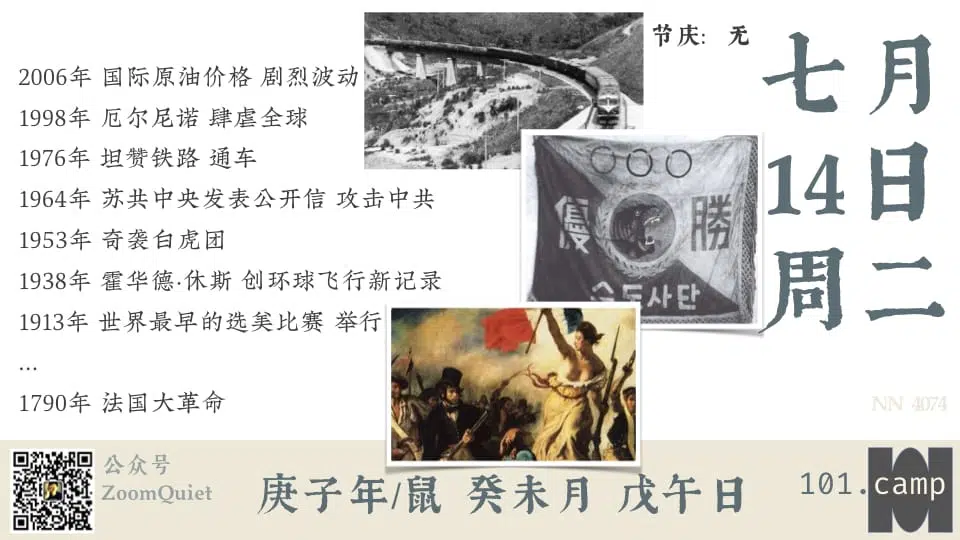 节庆： 无
2006年 国际原油价格 剧烈波动
1998年 厄尔尼诺 肆虐全球
1976年 坦赞铁路 通车
1964年 苏共中央发表公开信 攻击中共
1953年 奇袭白虎团
1938年 霍华德·休斯 创环球飞行新记录
1913年 世界最早的选美比赛 举行
...
1790年 法国大革命
優 勝
수도사단
七月
14日
周二
NN 4074
公众号
ZoomQuiet
庚子年/鼠 癸未月 戊午日
101.camp